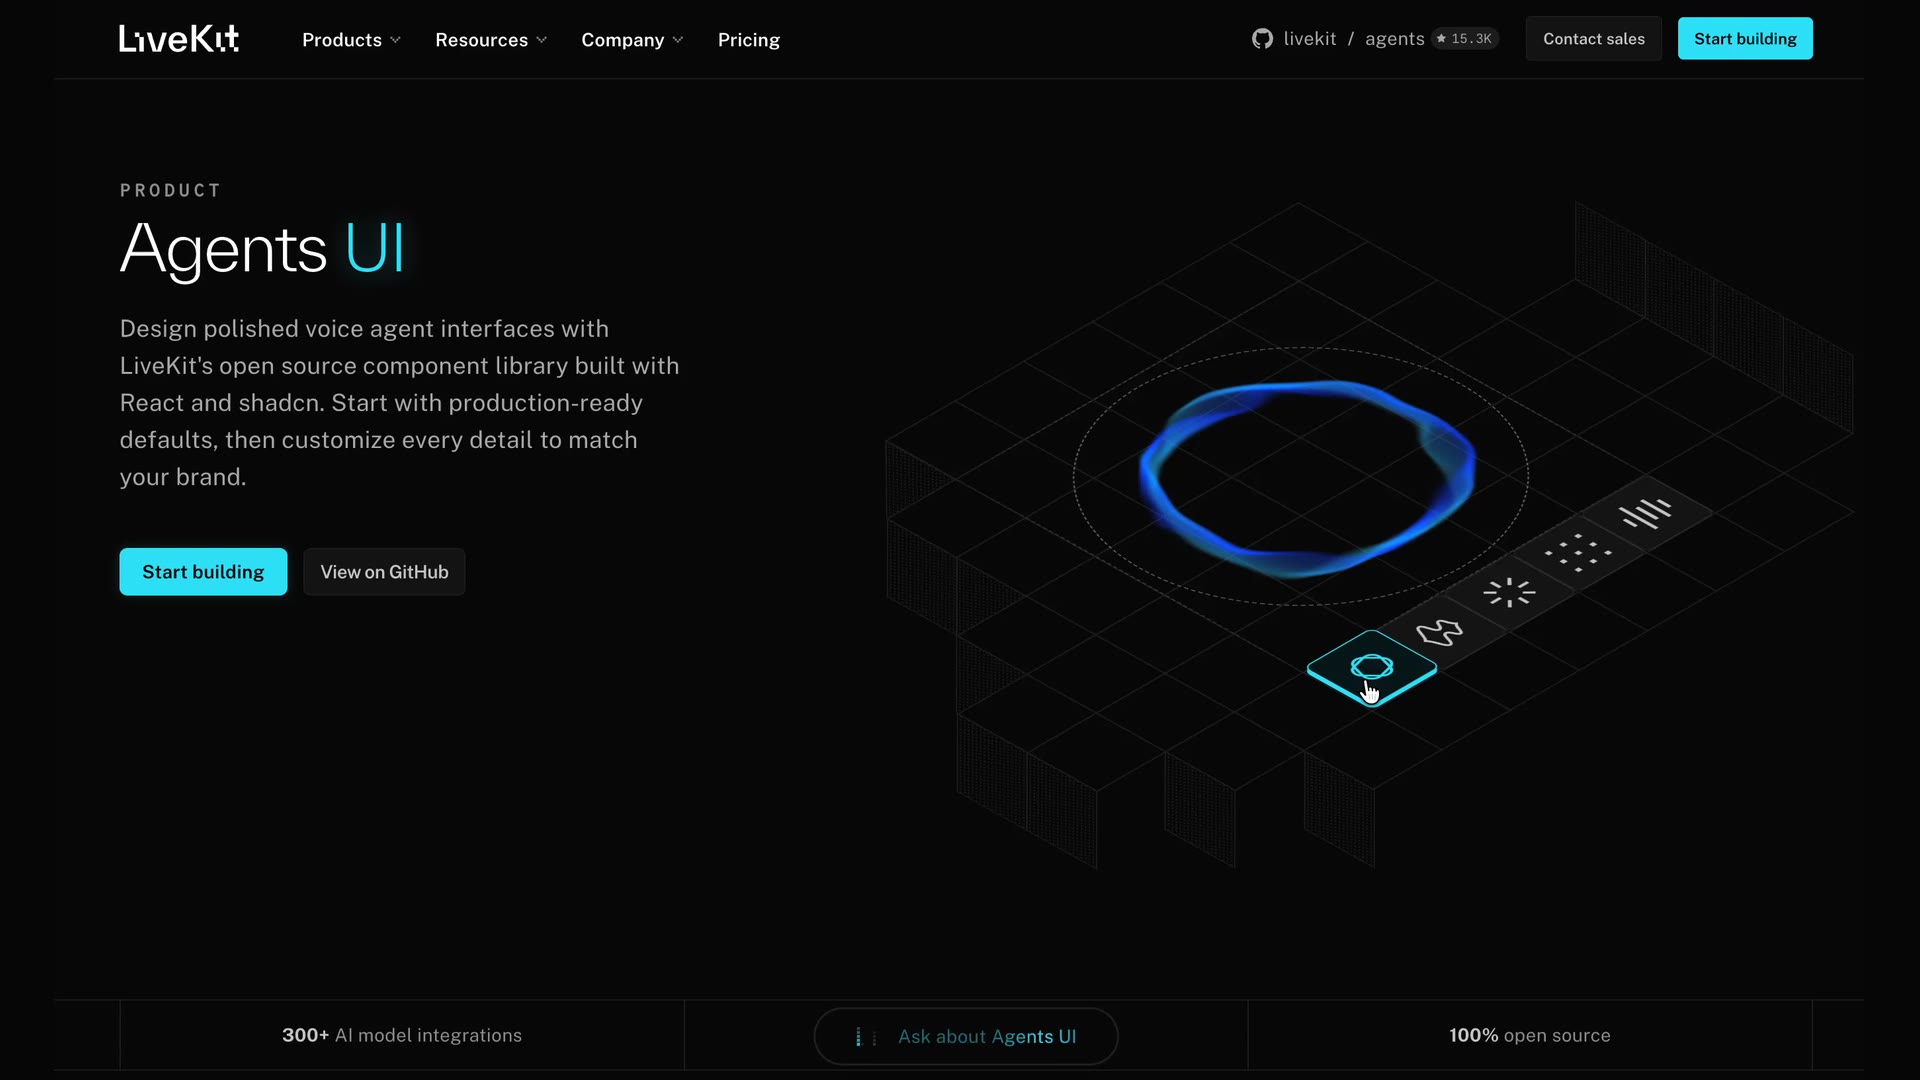 LiveKit
Products
Resources
Company
Pricing
livekit / agents
15.3K
Contact sales
Start building
PRODUCT
Agents UI
Design polished voice agent interfaces with
LiveKit's open source component library built with
React and shadcn. Start with production-ready
defaults, then customize every detail to match
your brand.
Start building
View on GitHub
300+ AI model integrations
Ask about Agents UI
100% open source